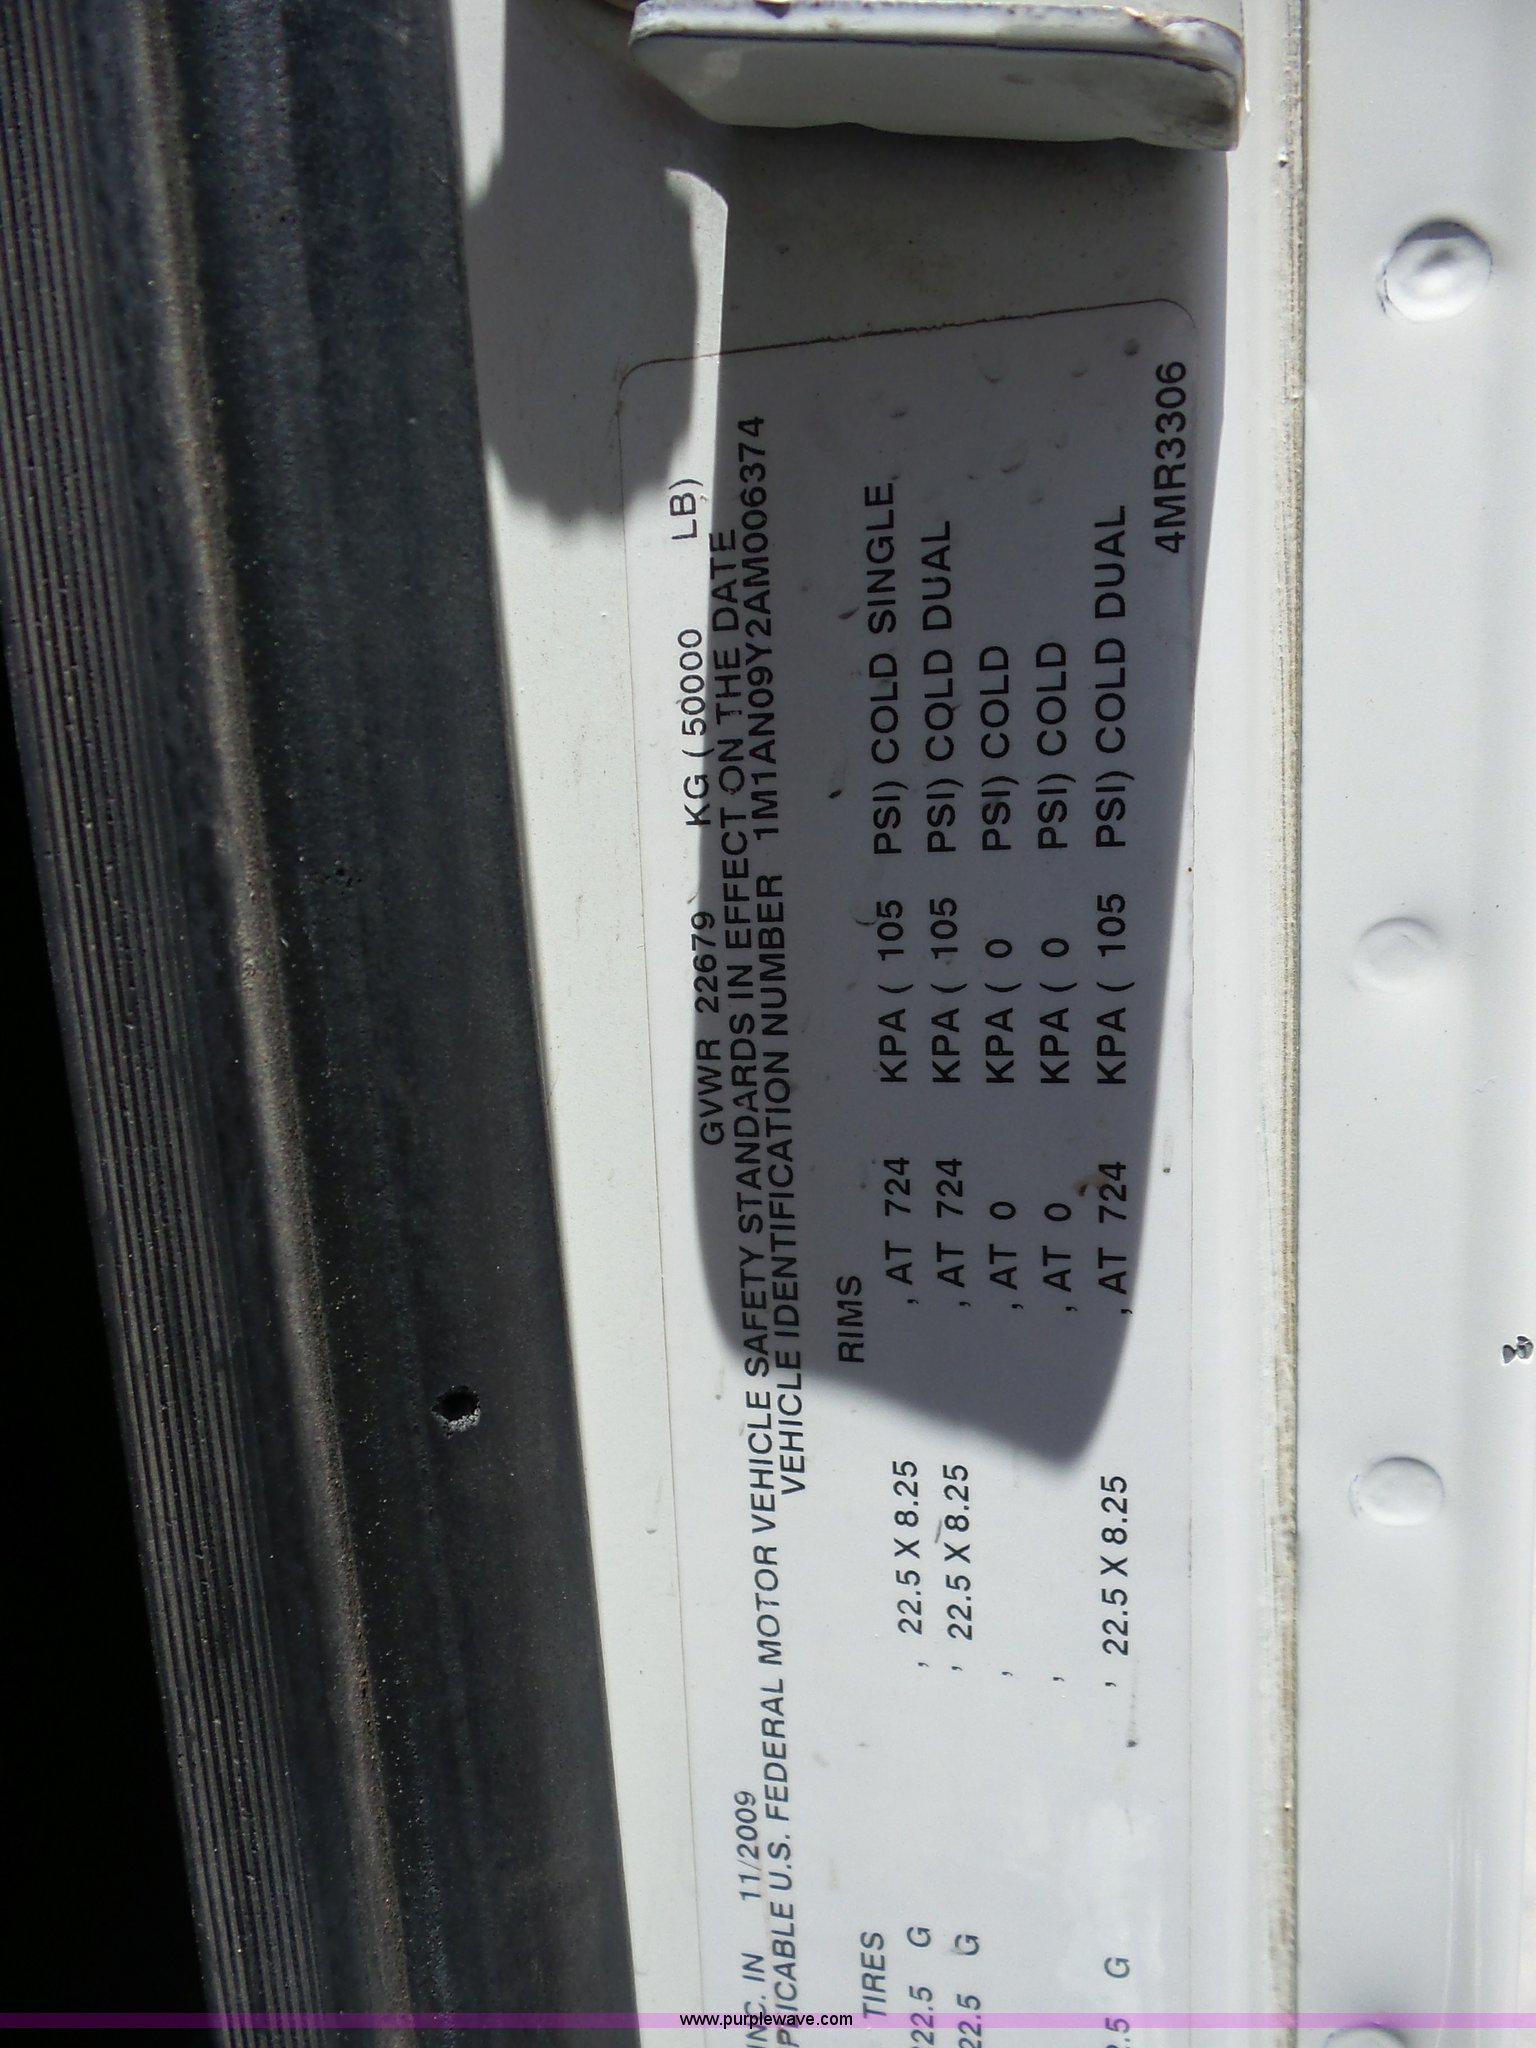 GVWR 22679 KG (50000 LB)
INC. IN 11/2009
PLICABLE U.S. FEDERAL MOTOR VEHICLE SAFETY STANDARDS IN EFFECT ON THE DATE
VEHICLE IDENTIFICATION NUMBER 1M1AN09Y2AM006374
TIRES RIMS
22.5 G , 22.5 X 8.25 , AT 724 KPA ( 105 PSI) COLD SINGLE
22.5 G , 22.5 X 8.25 , AT 724 KPA ( 105 PSI) COLD DUAL
, , AT 0 KPA ( 0 PSI) COLD
, , AT 0 KPA ( 0 PSI) COLD
2.5 G , 22.5 X 8.25 , AT 724 KPA ( 105 PSI) COLD DUAL
4MR3306
www.purplewave.com